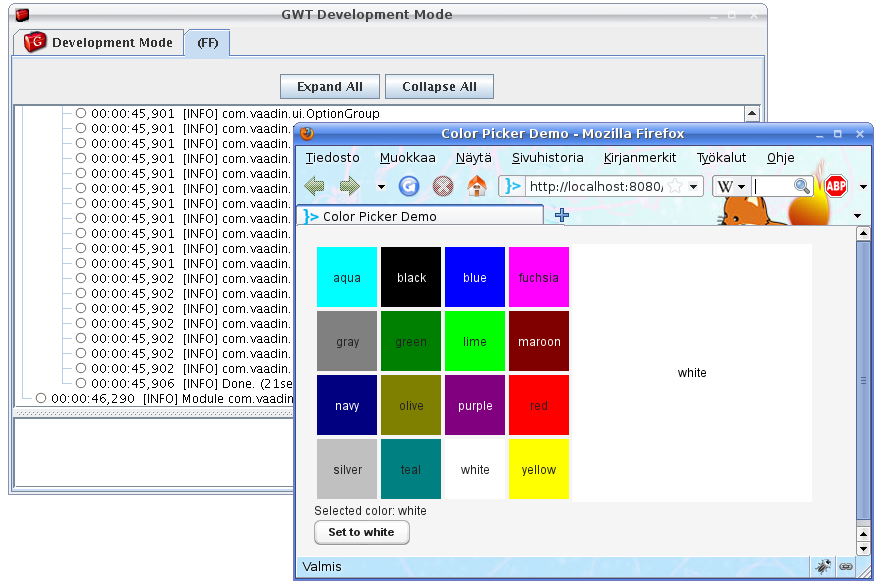 GWT Development Mode
Development Mode
(FF)
Expand All
Collapse All
00:00:45,901 [INFO] com.vaadin.ui.OptionGroup
00:00:45,901 [INFO] com.vaadin.
00:00:45,901 [INFO] com.vaadin.
00:00:45,901 [INFO] com.vaadin.
00:00:45,901 [INFO] com.vaadin.
00:00:45,901 [INFO] com.vaadin.
00:00:45,901 [INFO] com.vaadin.
00:00:45,901 [INFO] com.vaadin.
00:00:45,901 [INFO] com.vaadin.
00:00:45,901 [INFO] com.vaadin.
00:00:45,901 [INFO] com.vaadin.
00:00:45,902 [INFO] com.vaadin.
00:00:45,902 [INFO] com.vaadin.
00:00:45,902 [INFO] com.vaadin.
00:00:45,902 [INFO] com.vaadin.
00:00:45,902 [INFO] com.vaadin.
00:00:45,902 [INFO] com.vaadin.
00:00:45,902 [INFO] com.vaadin.
00:00:45,906 [INFO] Done. (21se
00:00:46,290 [INFO] Module com.vaadin
Color Picker Demo - Mozilla Firefox
Tiedosto Muokkaa Näytä Sivuhistoria Kirjanmerkit Työkalut Ohje
http://localhost:8080/
W
ABP
Color Picker Demo
aqua black blue fuchsia
gray green lime maroon
white
navy olive purple red
silver teal white yellow
Selected color: white
Set to white
Valmis